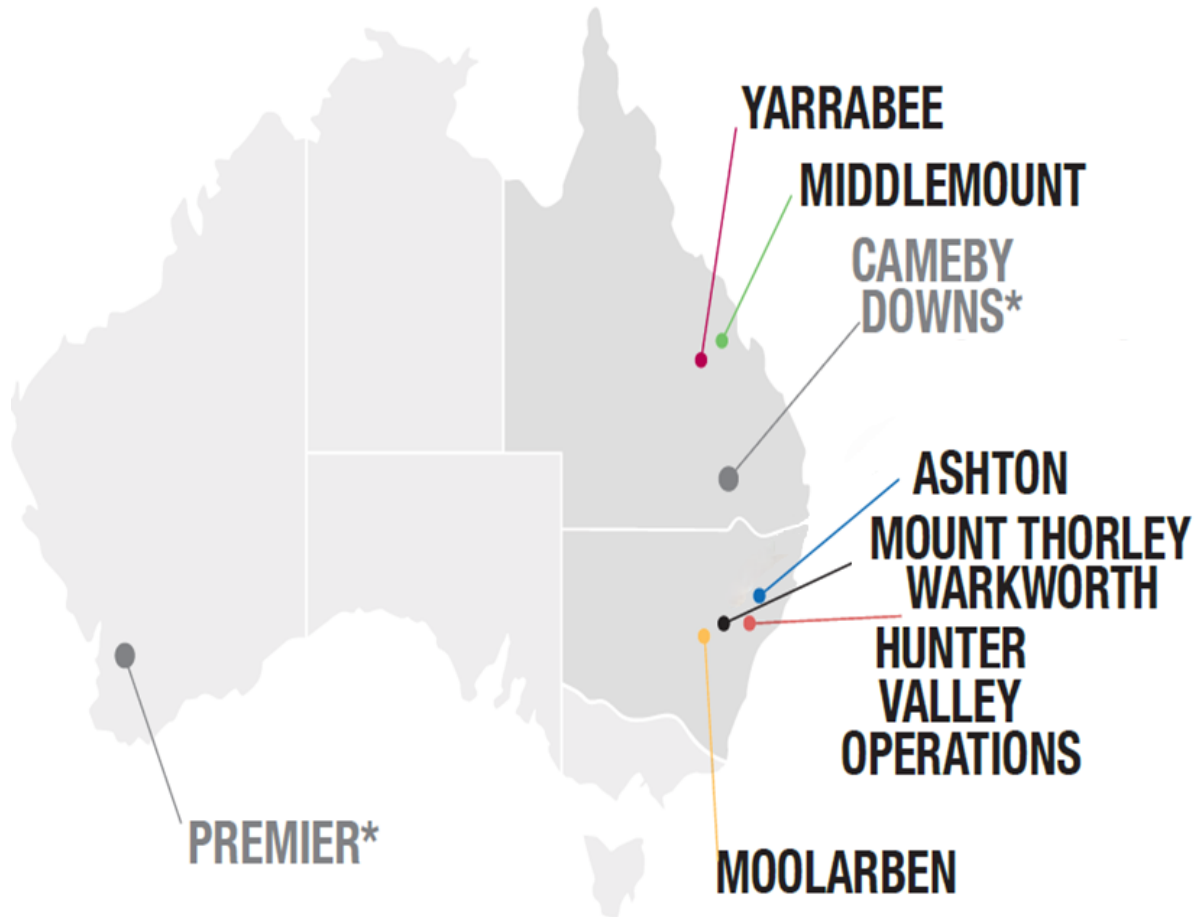 YARRABEE
MIDDLEMOUNT
CAMEBY
DOWNS*
ASHTON
MOUNT THORLEY
WARKWORTH
HUNTER
VALLEY
OPERATIONS
PREMIER*
MOOLARBEN